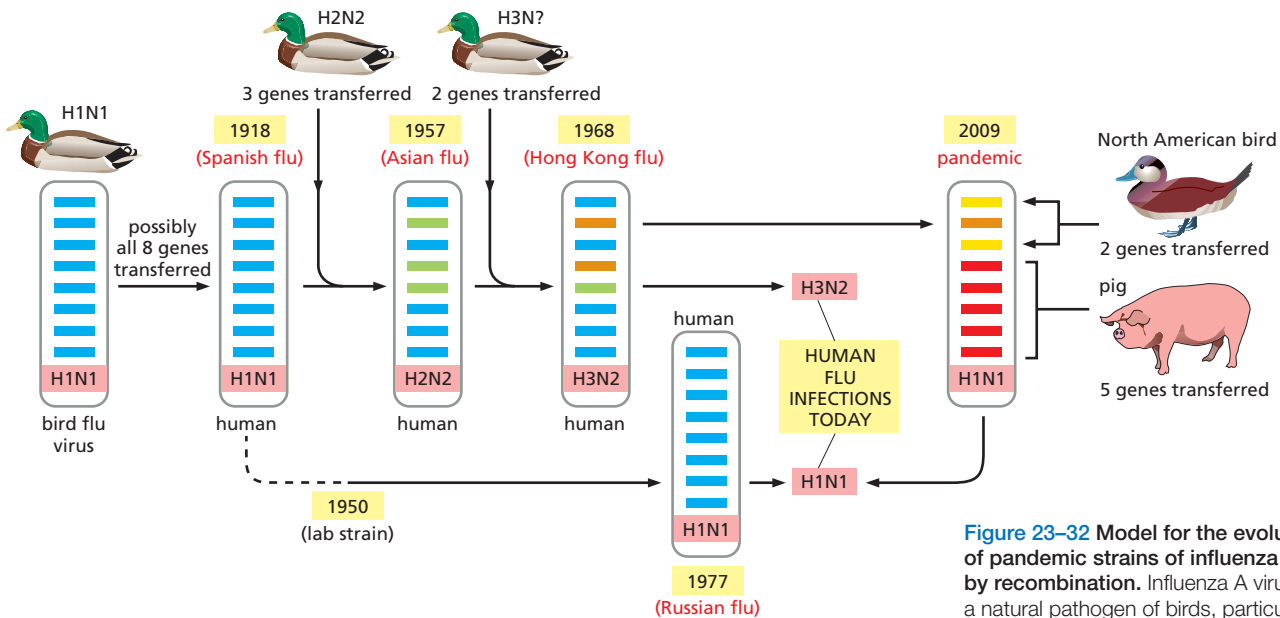 H2N2
3 genes transferred
H3N?
2 genes transferred
H1N1
1918
(Spanish flu)
1957
(Asian flu)
1968
(Hong Kong flu)
2009
pandemic
North American bird
2 genes transferred
possibly
all 8 genes
transferred
pig
5 genes transferred
H1N1
bird flu
virus
H1N1
human
H2N2
human
H3N2
human
H3N2
HUMAN
FLU
INFECTIONS
TODAY
H1N1
H1N1
human
H1N1
1977
(Russian flu)
1950
(lab strain)
Figure 23–32 Model for the evolu
of pandemic strains of influenza
by recombination. Influenza A viru
a natural pathogen of birds, particu